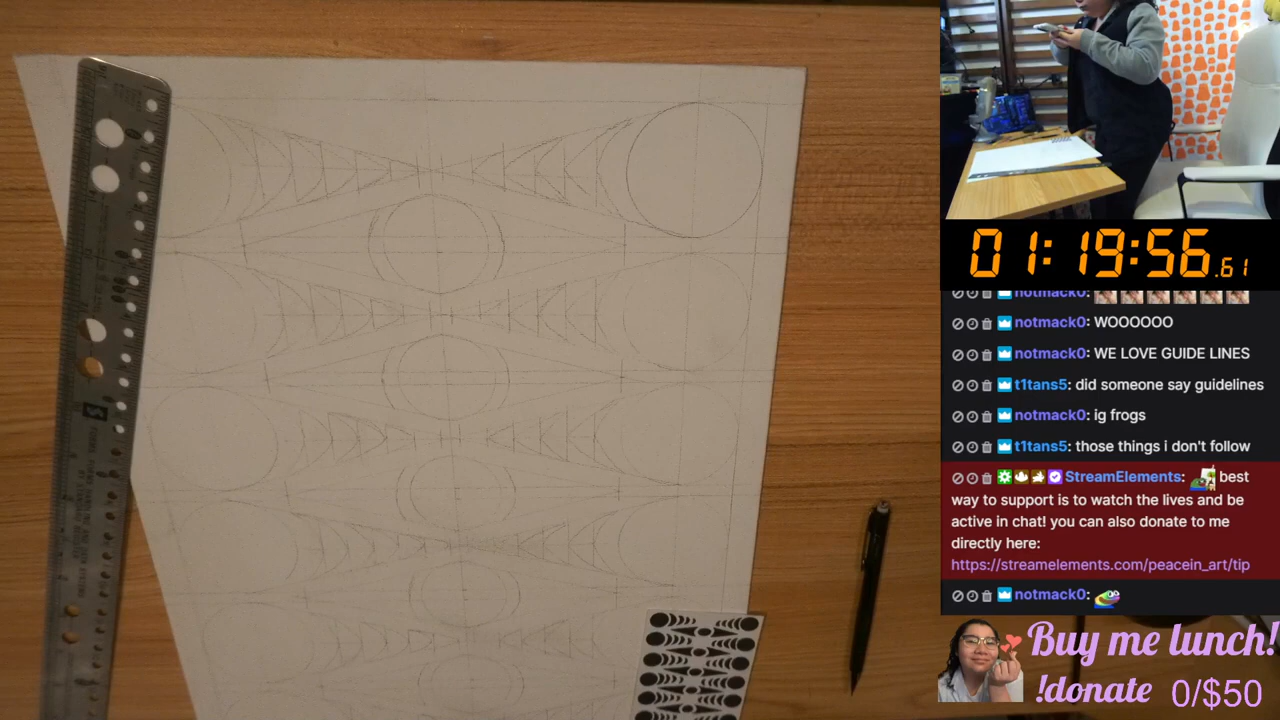 01:19:56.61
notmack0:
notmack0: WOOOOOO
notmack0: WE LOVE GUIDE LINES
t1tans5: did someone say guidelines
notmack0: ig frogs
t1tans5: those things i don't follow
StreamElements: best
way to support is to watch the lives and be
active in chat! you can also donate to me
directly here:
https://streamelements.com/peacein_art/tip
notmack0:
Buy me lunch!
!donate 0/$50